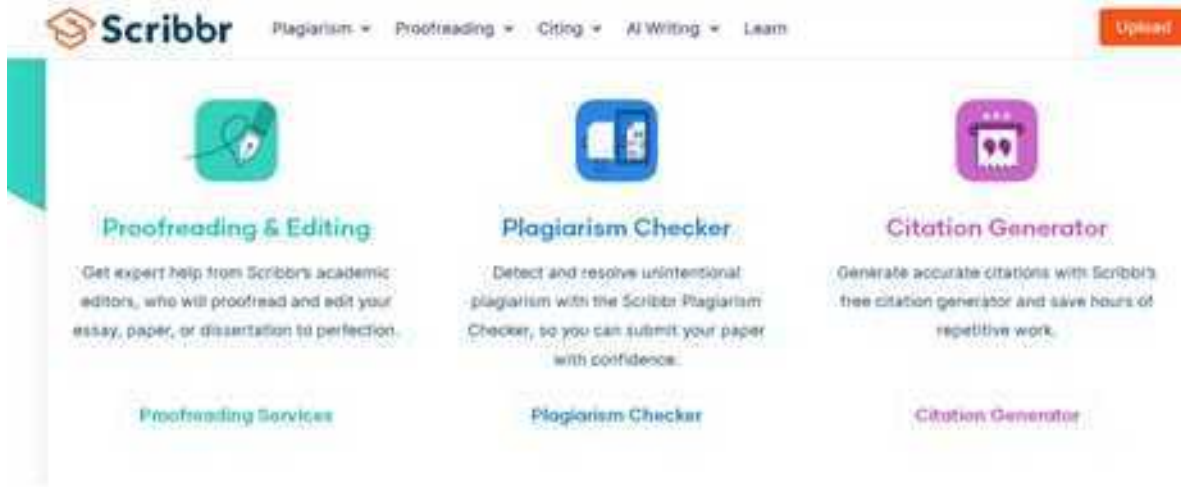 Scribbr
Plagiarism Proofreading Citing AI Writing Learn
Upload
Proofreading & Editing
Get expert help from Scribbr's academic
editors, who will proofread and edit your
essay, paper, or dissertation to perfection.
Proofreading Services
Plagiarism Checker
Detect and resolve unintentional
plagiarism with the Scribbr Plagiarism
Checker, so you can submit your paper
with confidence.
Plagiarism Checker
Citation Generator
Generate accurate citations with Scribbr's
free citation generator and save hours of
repetitive work.
Citation Generator